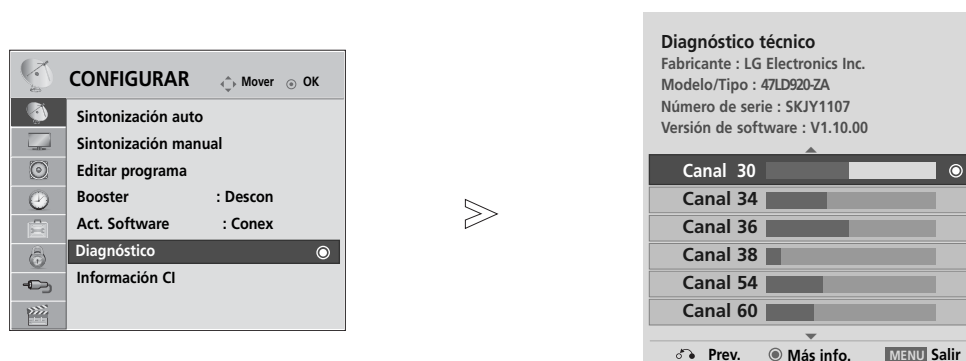 CONFIGURAR Mover OK
Sintonización auto
Sintonización manual
Editar programa
Booster : Descon
Act. Software : Conex
Diagnóstico
Información CI
Diagnóstico técnico
Fabricante : LG Electronics Inc.
Modelo/Tipo : 47LD920-ZA
Número de serie : SKJY1107
Versión de software : V1.10.00
Canal 30
Canal 34
Canal 36
Canal 38
Canal 54
Canal 60
Prev. Más info. MENU Salir